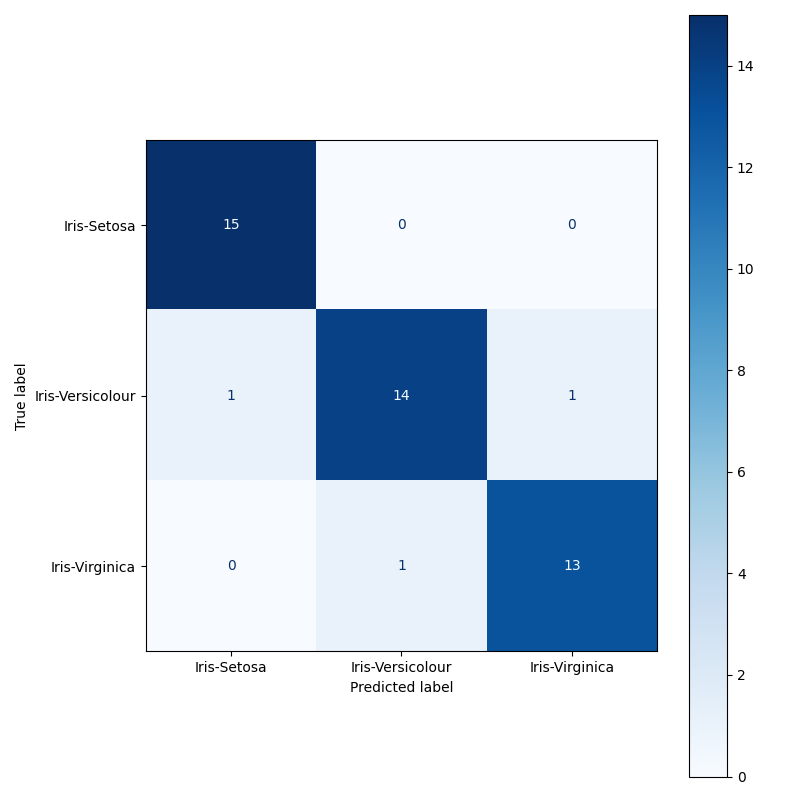 Iris-Setosa 15 0 0
Iris-Versicolour 1 14 1
Iris-Virginica 0 1 13
Iris-Setosa Iris-Versicolour Iris-Virginica
Predicted label
True label
14
12
10
8
6
4
2
0